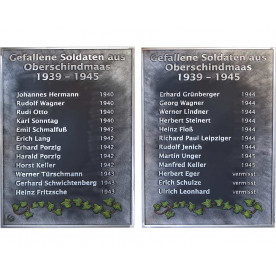 Gefallene Soldaten aus
Oberschindmaas
1939 - 1945
Johannes Hermann 1940
Rudolf Wagner 1940
Rudi Otto 1940
Karl Sonntag 1940
Emil Schmalfuß 1940
Erich Lang 1942
Erhard Porzig 1942
Harald Porzig 1942
Horst Keller 1942
Werner Türschmann 1943
Gerhard Schwichtenberg 1943
Heinz Fritzsche 1943
Gefallene Soldaten aus
Oberschindmaas
1939 - 1945
Erhard Grünberger 1944
Georg Wagner 1944
Werner Lindner 1944
Herbert Steinert 1944
Heinz Floß 1944
Richard Paul Leipziger 1944
Rudolf Jenich 1944
Martin Unger 1945
Manfred Keller 1945
Herbert Eger vermisst
Erich Schulze vermisst
Ulrich Leonhard vermisst